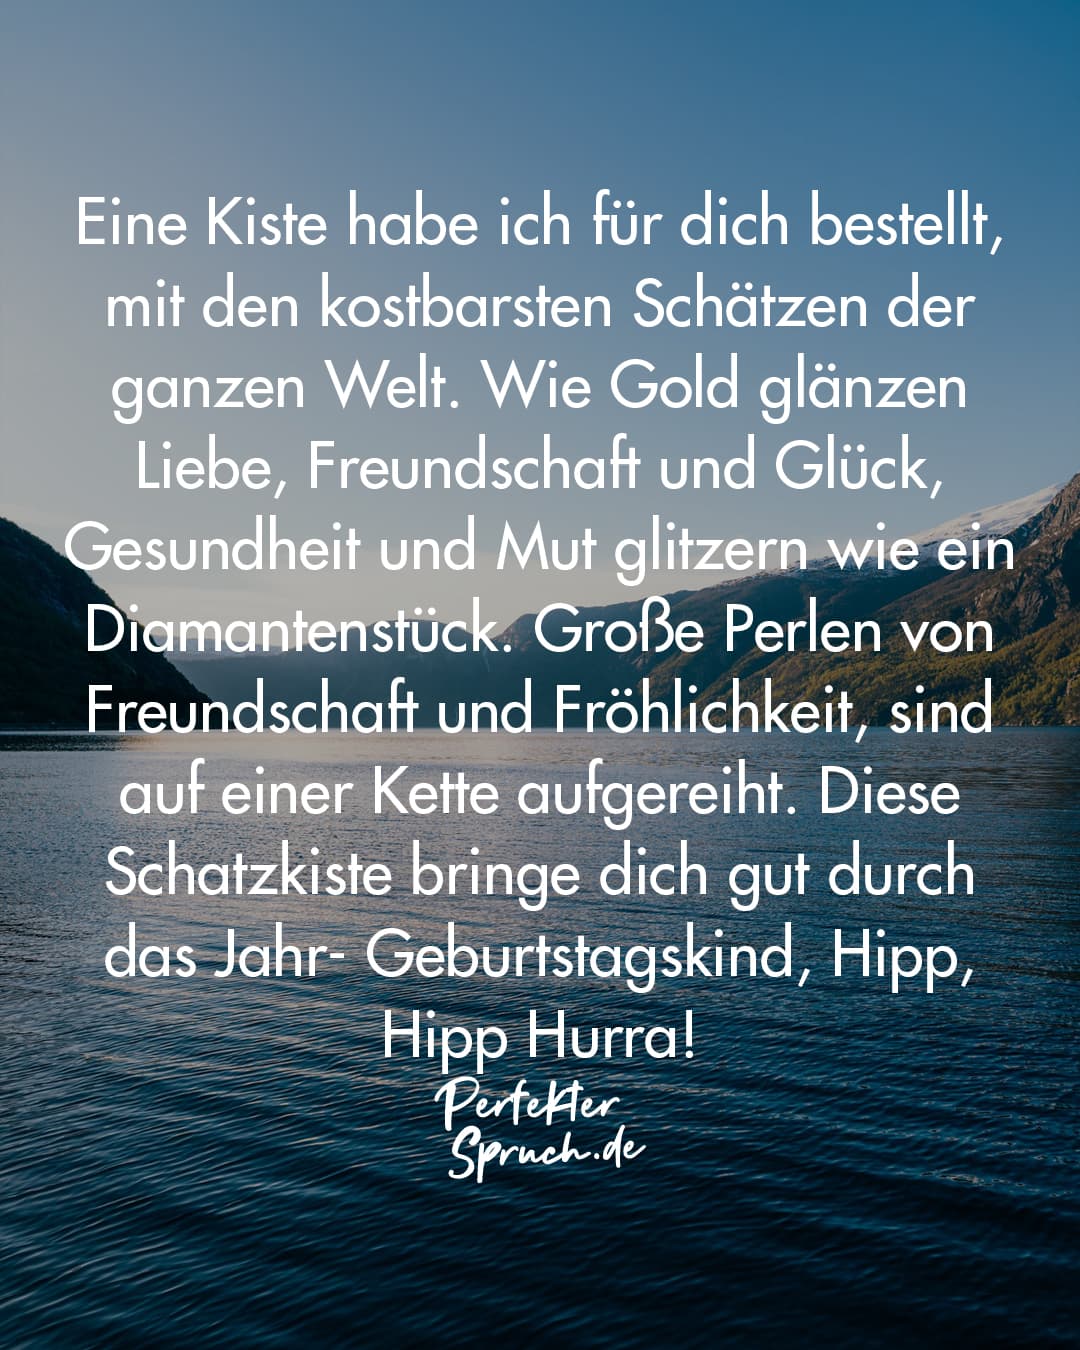 Eine Kiste habe ich für dich bestellt,
mit den kostbarsten Schätzen der
ganzen Welt. Wie Gold glänzen
Liebe, Freundschaft und Glück,
Gesundheit und Mut glitzern wie ein
Diamantenstück. Große Perlen von
Freundschaft und Fröhlichkeit, sind
auf einer Kette aufgereiht. Diese
Schatzkiste bringe dich gut durch
das Jahr- Geburtstagskind, Hipp,
Hipp Hurra!
Perfekter
Spruch.de